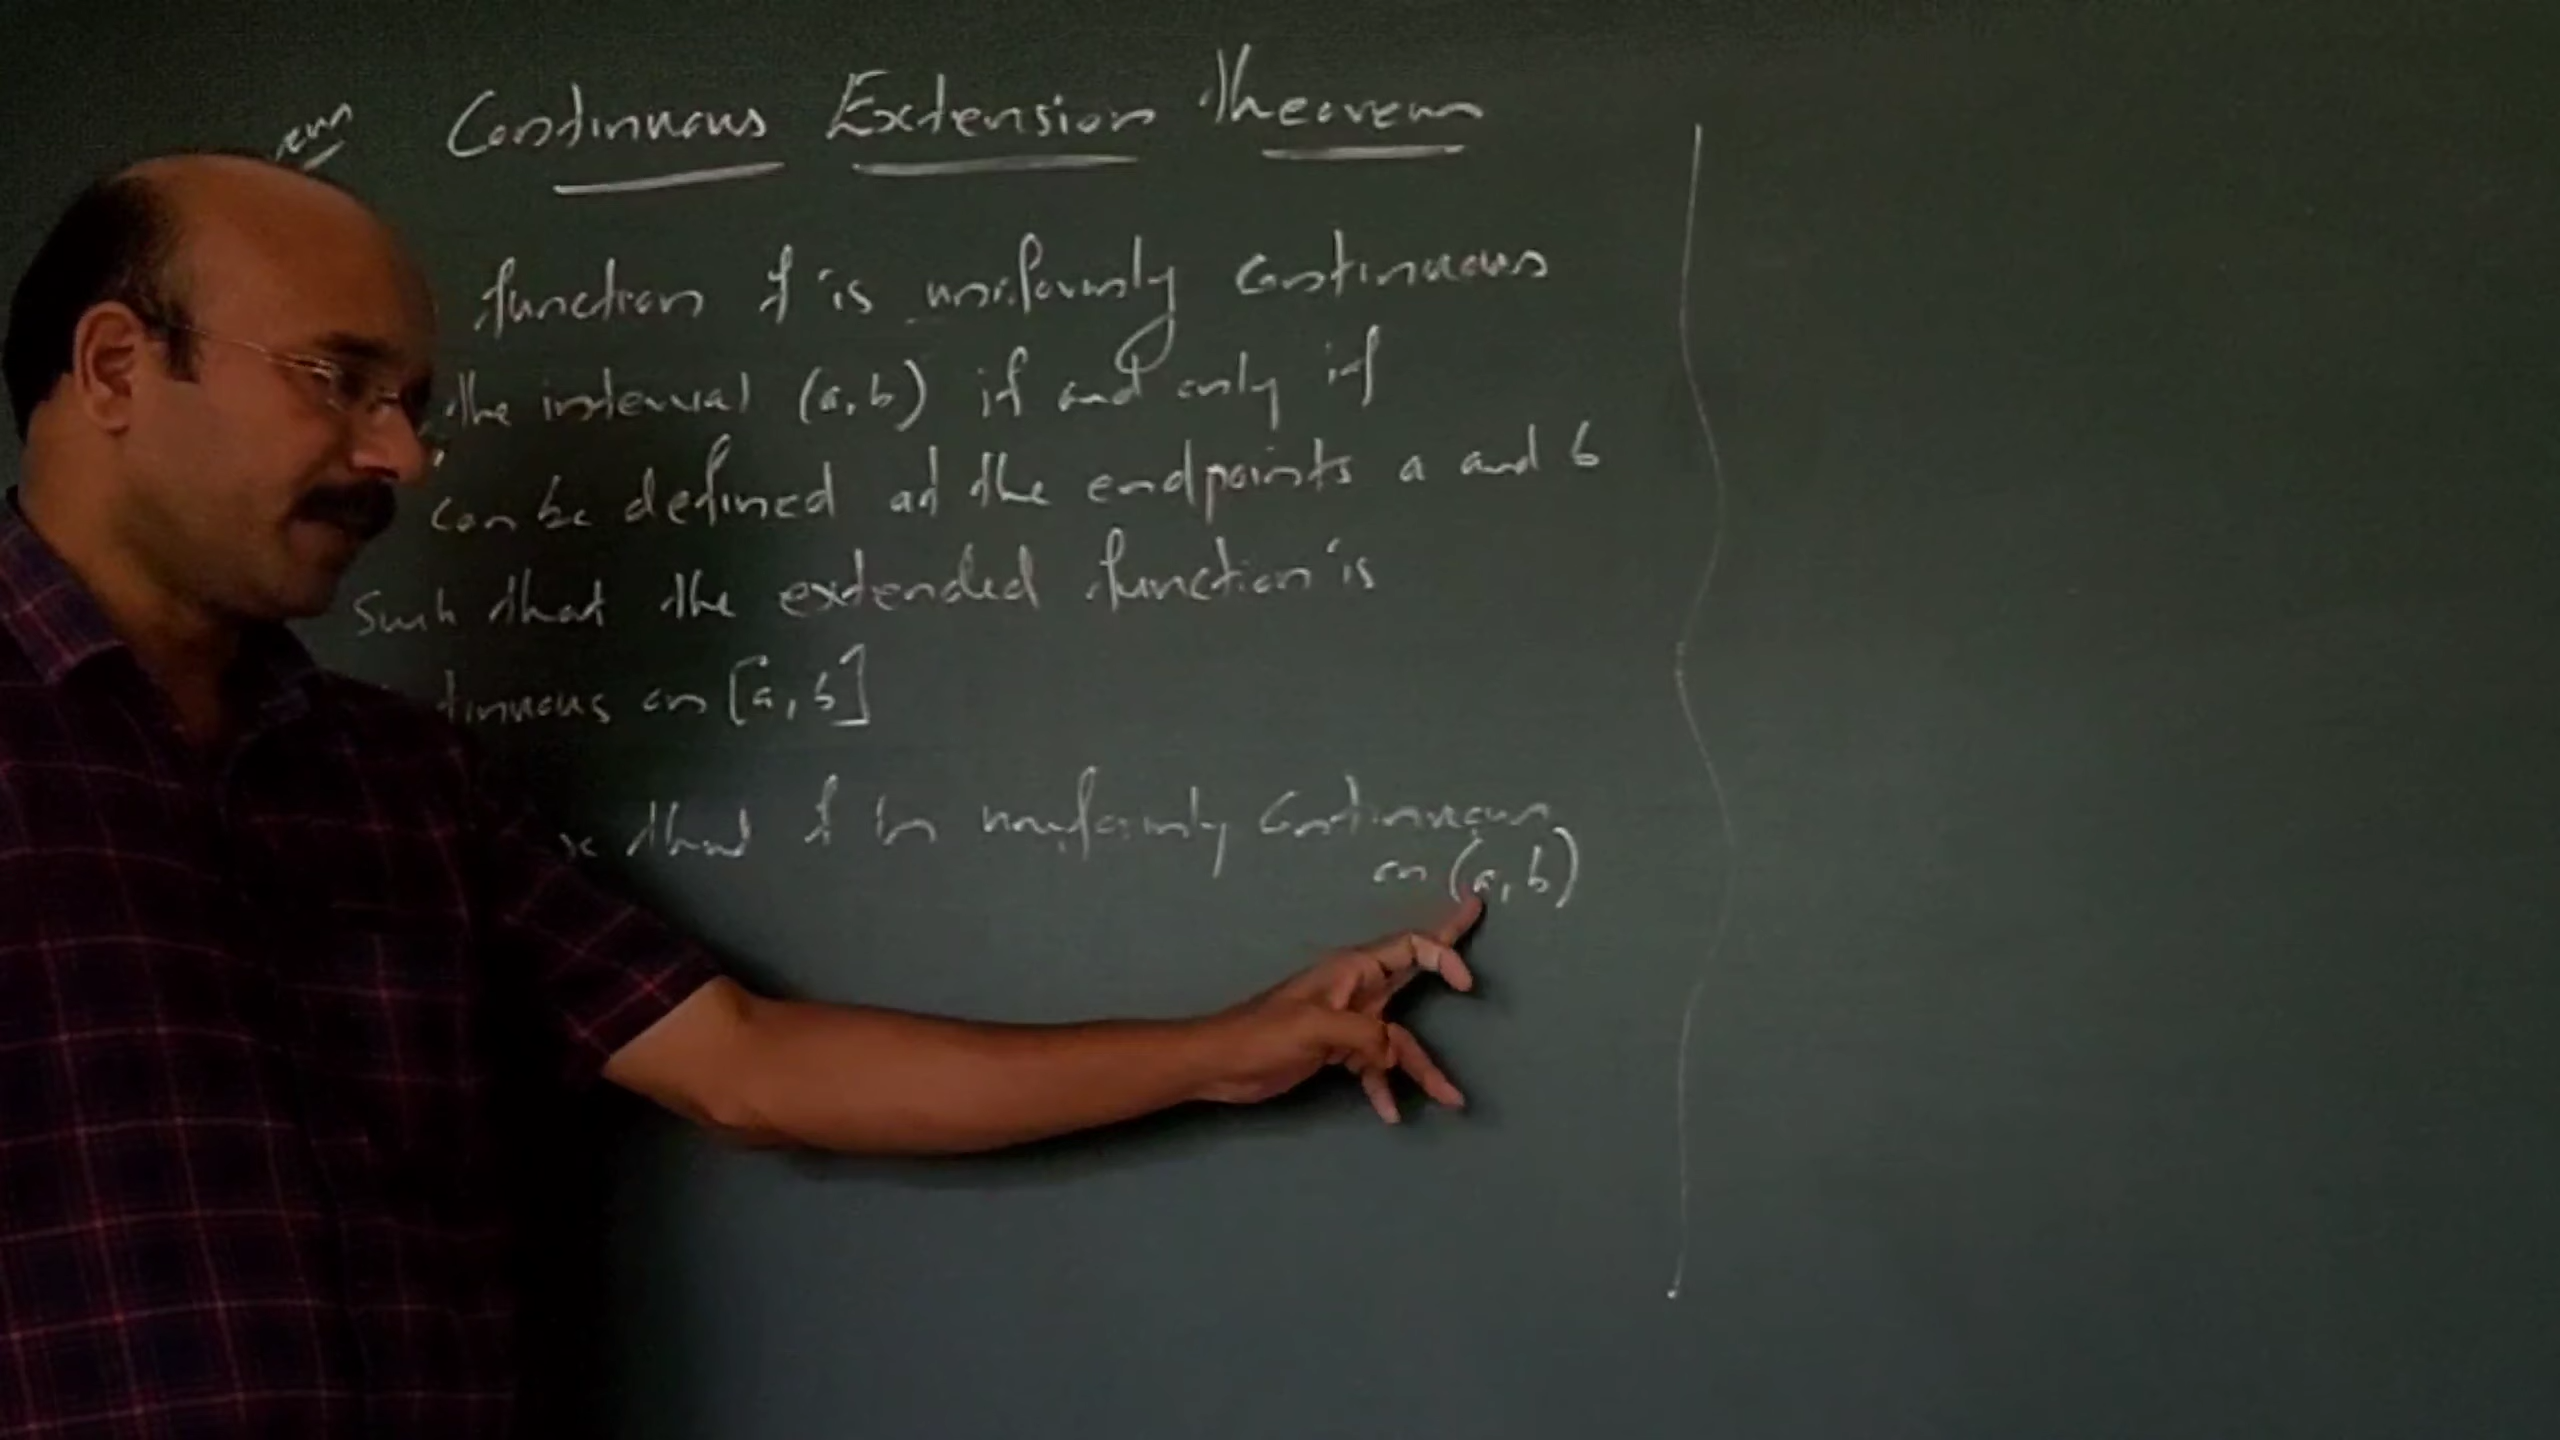 Continuous Extension Theorem
function f is uniformly continuous
the interval (a, b) if and only if
can be defined at the endpoints a and b
Such that the extended function is
tinuous on [a, b]
that f is uniformly continuous
on (a, b)